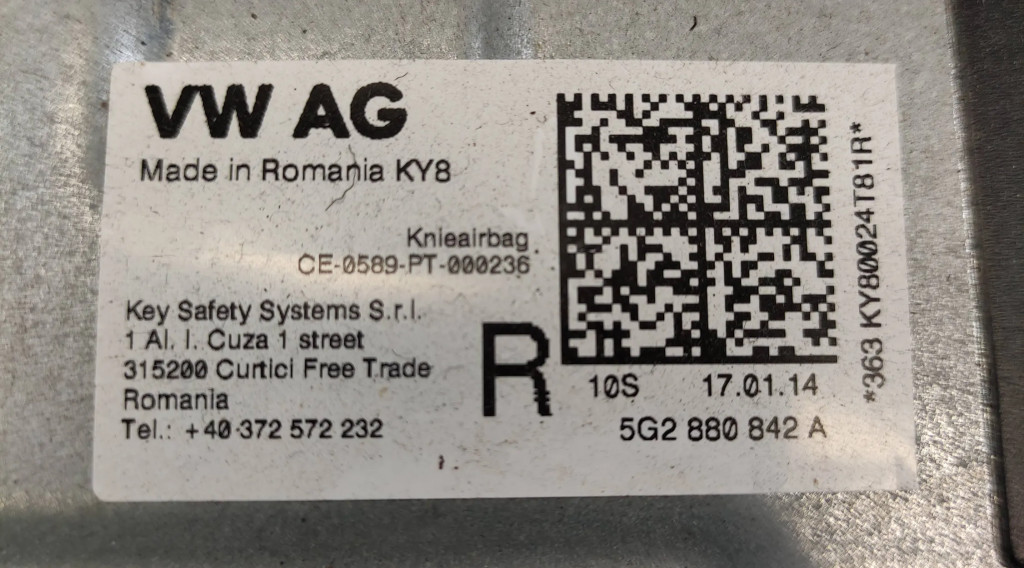 VW AG
Made in Romania KY8
Knieairbag
CE-0589-PT-000236
Key Safety Systems S.r.l.
1 Al. I. Cuza 1 street
315200 Curtici Free Trade
Romania
Tel.: +40 372 572 232
R
10S 17.01.14
5G2 880 842 A
*363 KY800024T81R*